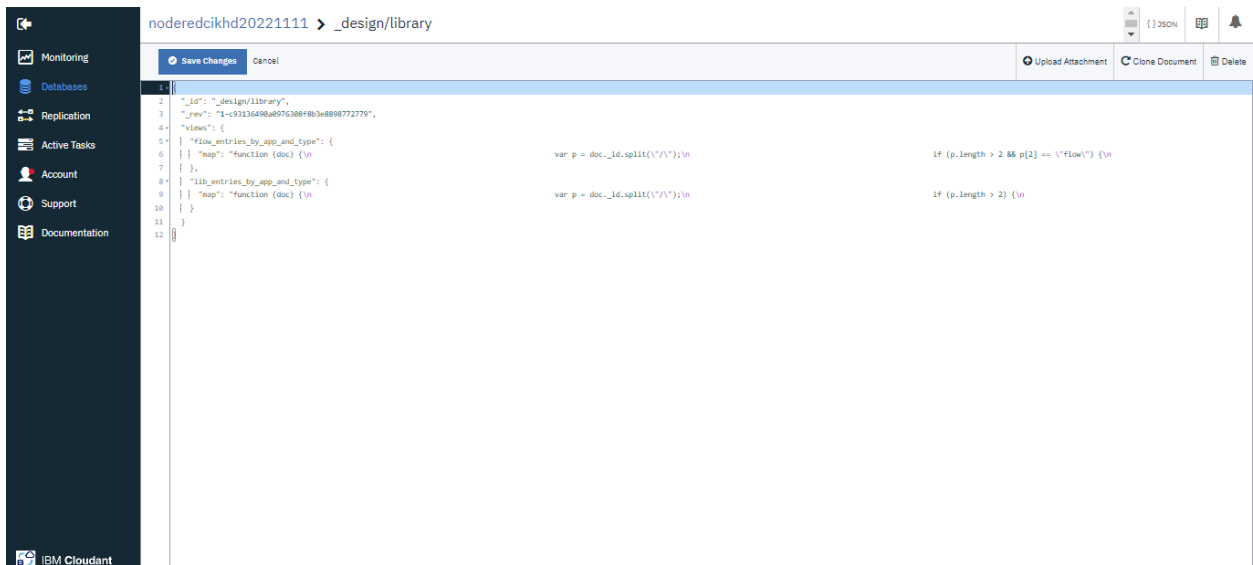 noderedcikhd20221111 > _design/library
{ } JSON
Monitoring
Databases
Replication
Active Tasks
Account
Support
Documentation
IBM Cloudant
Save Changes Cancel
Upload Attachment Clone Document Delete
1 {
2 "_id": "_design/library",
3 "_rev": "1-c93136490a0976308f8b3e8898772779",
4 "views": {
5 "flow_entries_by_app_and_type": {
6 "map": "function (doc) {\n var p = doc._id.split(\"/\");\n if (p.length > 2 && p[2] == \"flow\") {\n
7 },
8 "lib_entries_by_app_and_type": {
9 "map": "function (doc) {\n var p = doc._id.split(\"/\");\n if (p.length > 2) {\n
10 }
11 }
12 }